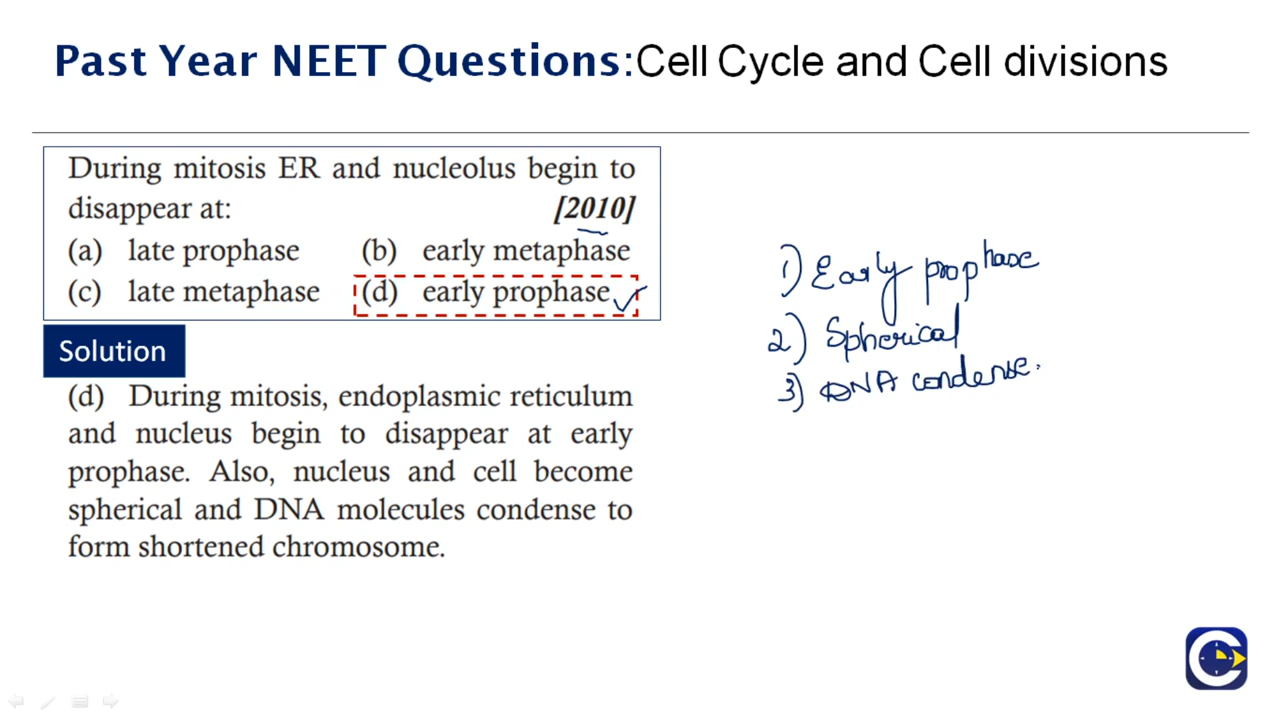 Past Year NEET Questions:Cell Cycle and Cell divisions
During mitosis ER and nucleolus begin to
disappear at: [2010]
(a) late prophase (b) early metaphase
(c) late metaphase (d) early prophase
Solution
(d) During mitosis, endoplasmic reticulum
and nucleus begin to disappear at early
prophase. Also, nucleus and cell become
spherical and DNA molecules condense to
form shortened chromosome.
1) Early prophase
2) Spherical
3) DNA condense.